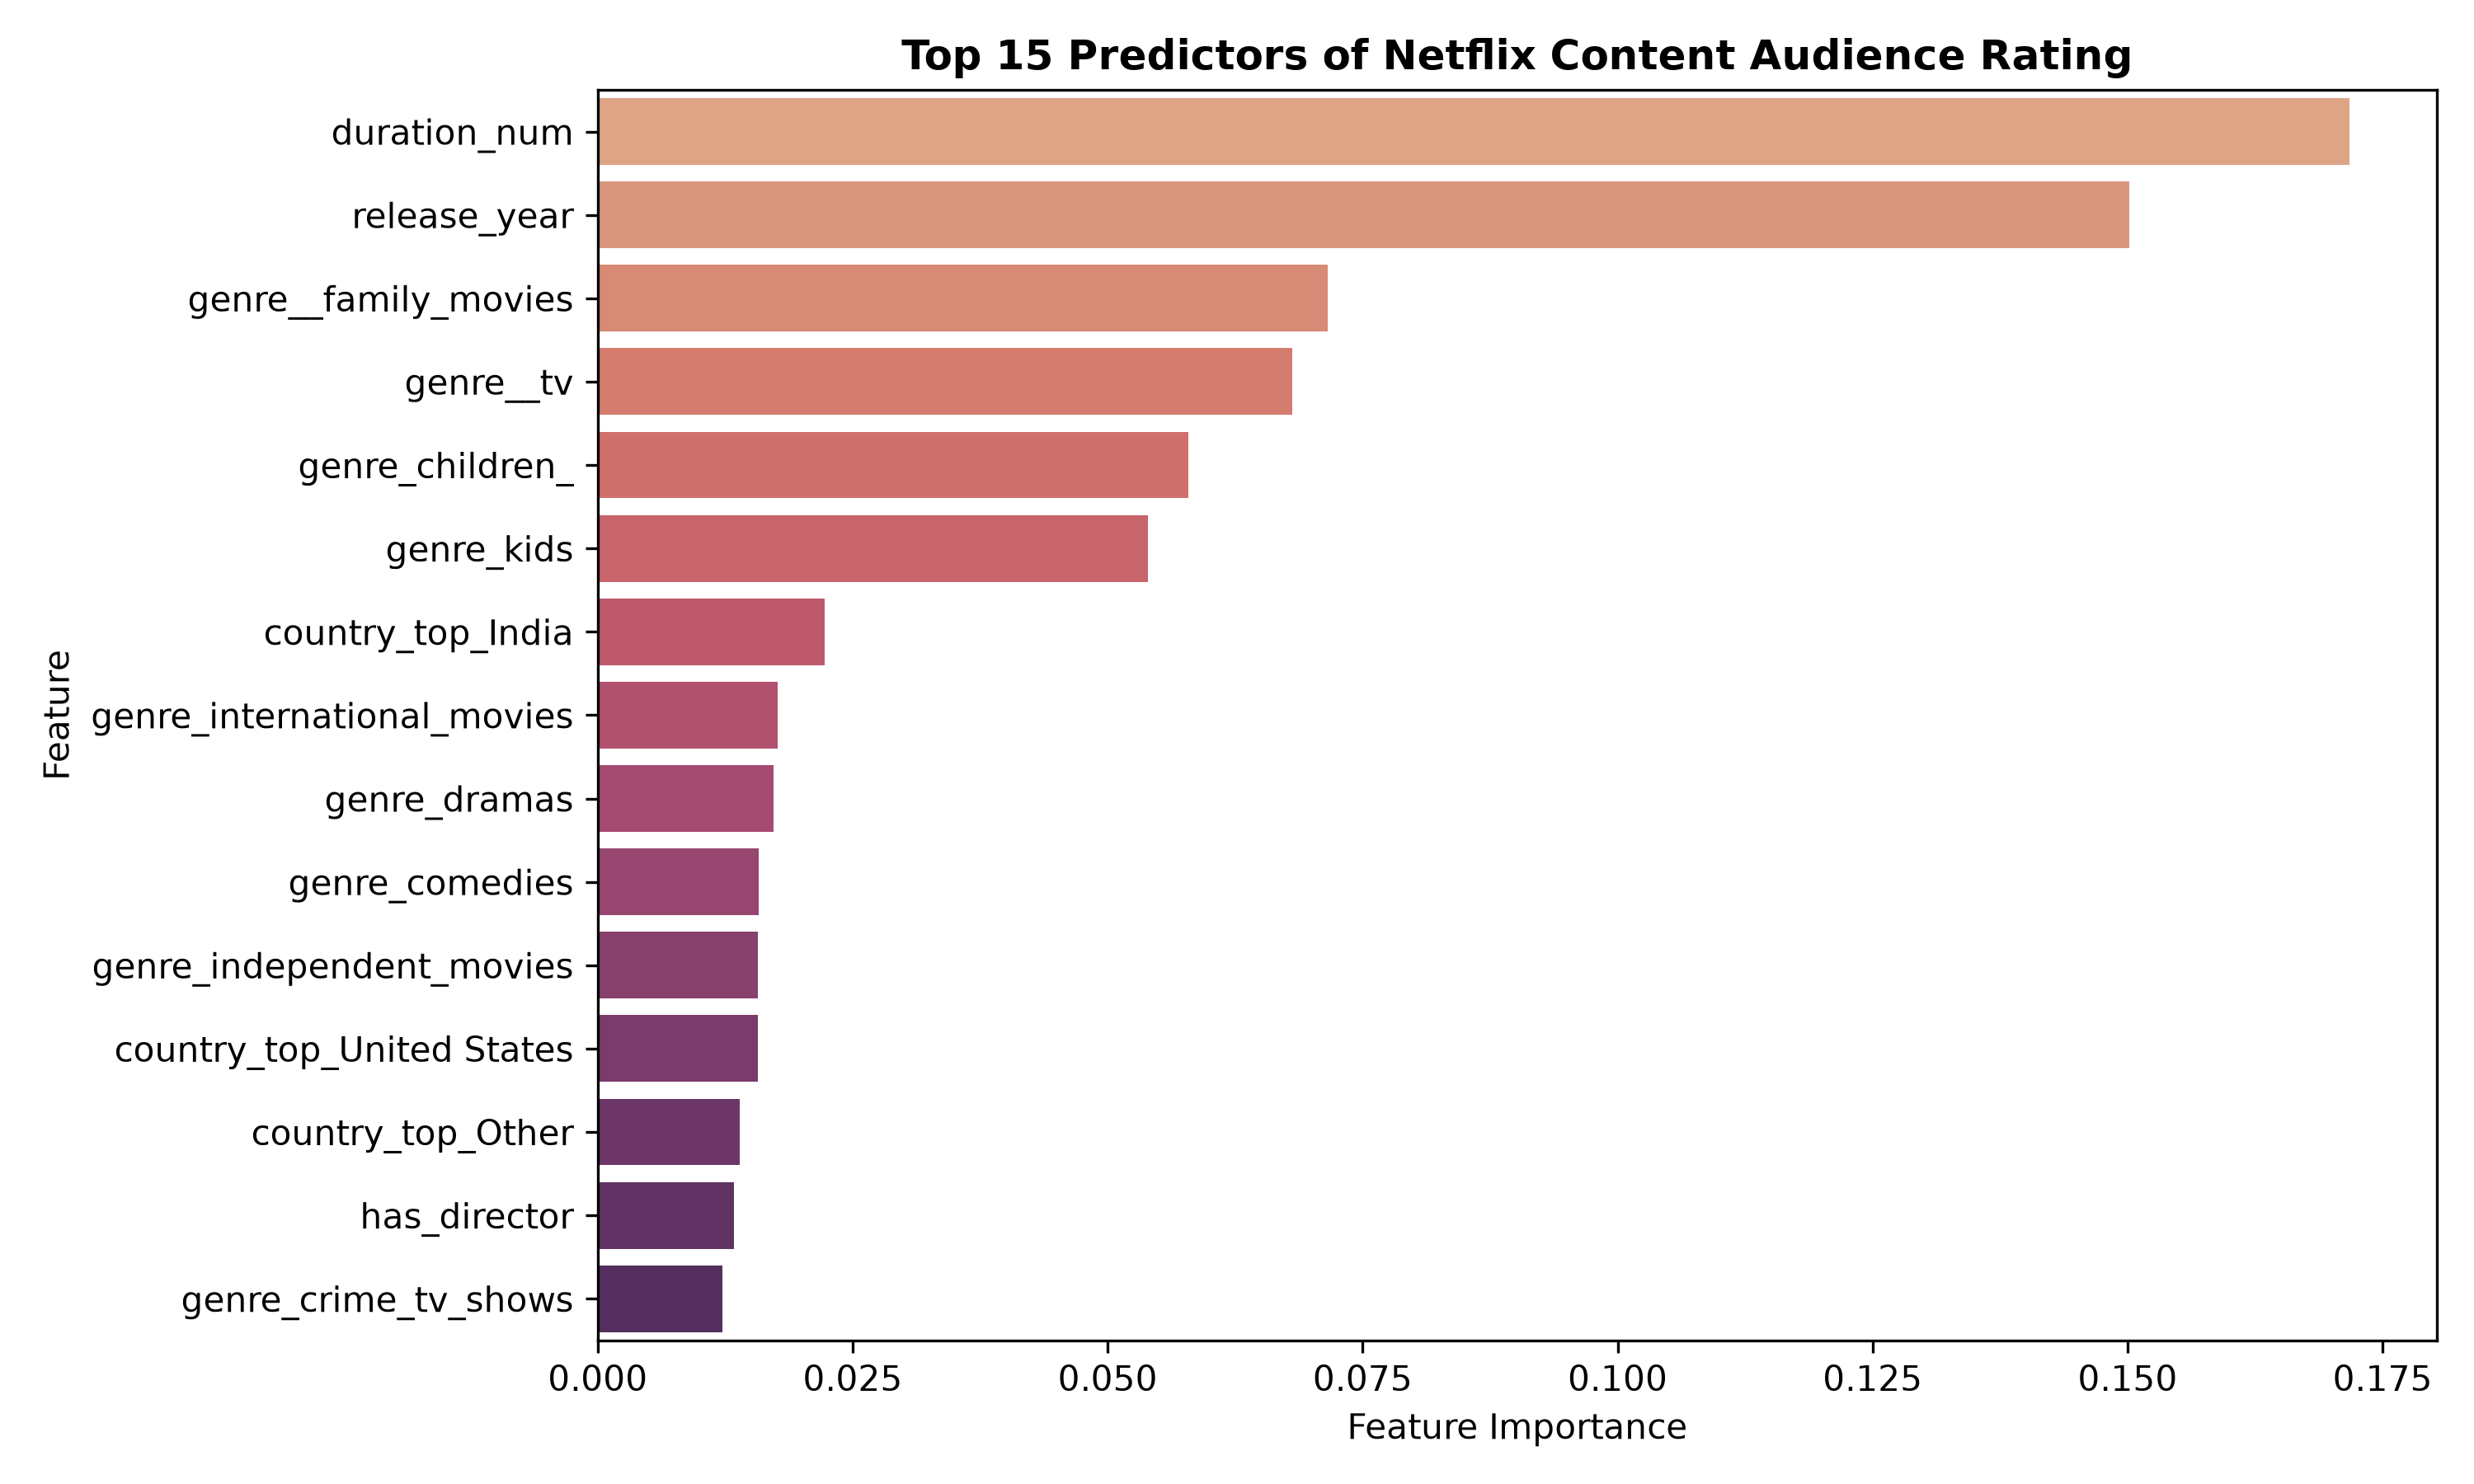 Top 15 Predictors of Netflix Content Audience Rating
Feature
duration_num
release_year
genre__family_movies
genre__tv
genre_children_
genre_kids
country_top_India
genre_international_movies
genre_dramas
genre_comedies
genre_independent_movies
country_top_United States
country_top_Other
has_director
genre_crime_tv_shows
0.000 0.025 0.050 0.075 0.100 0.125 0.150 0.175
Feature Importance